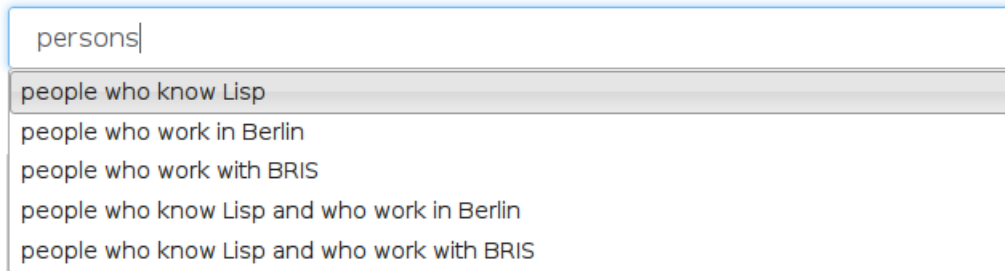 persons
people who know Lisp
people who work in Berlin
people who work with BRIS
people who know Lisp and who work in Berlin
people who know Lisp and who work with BRIS